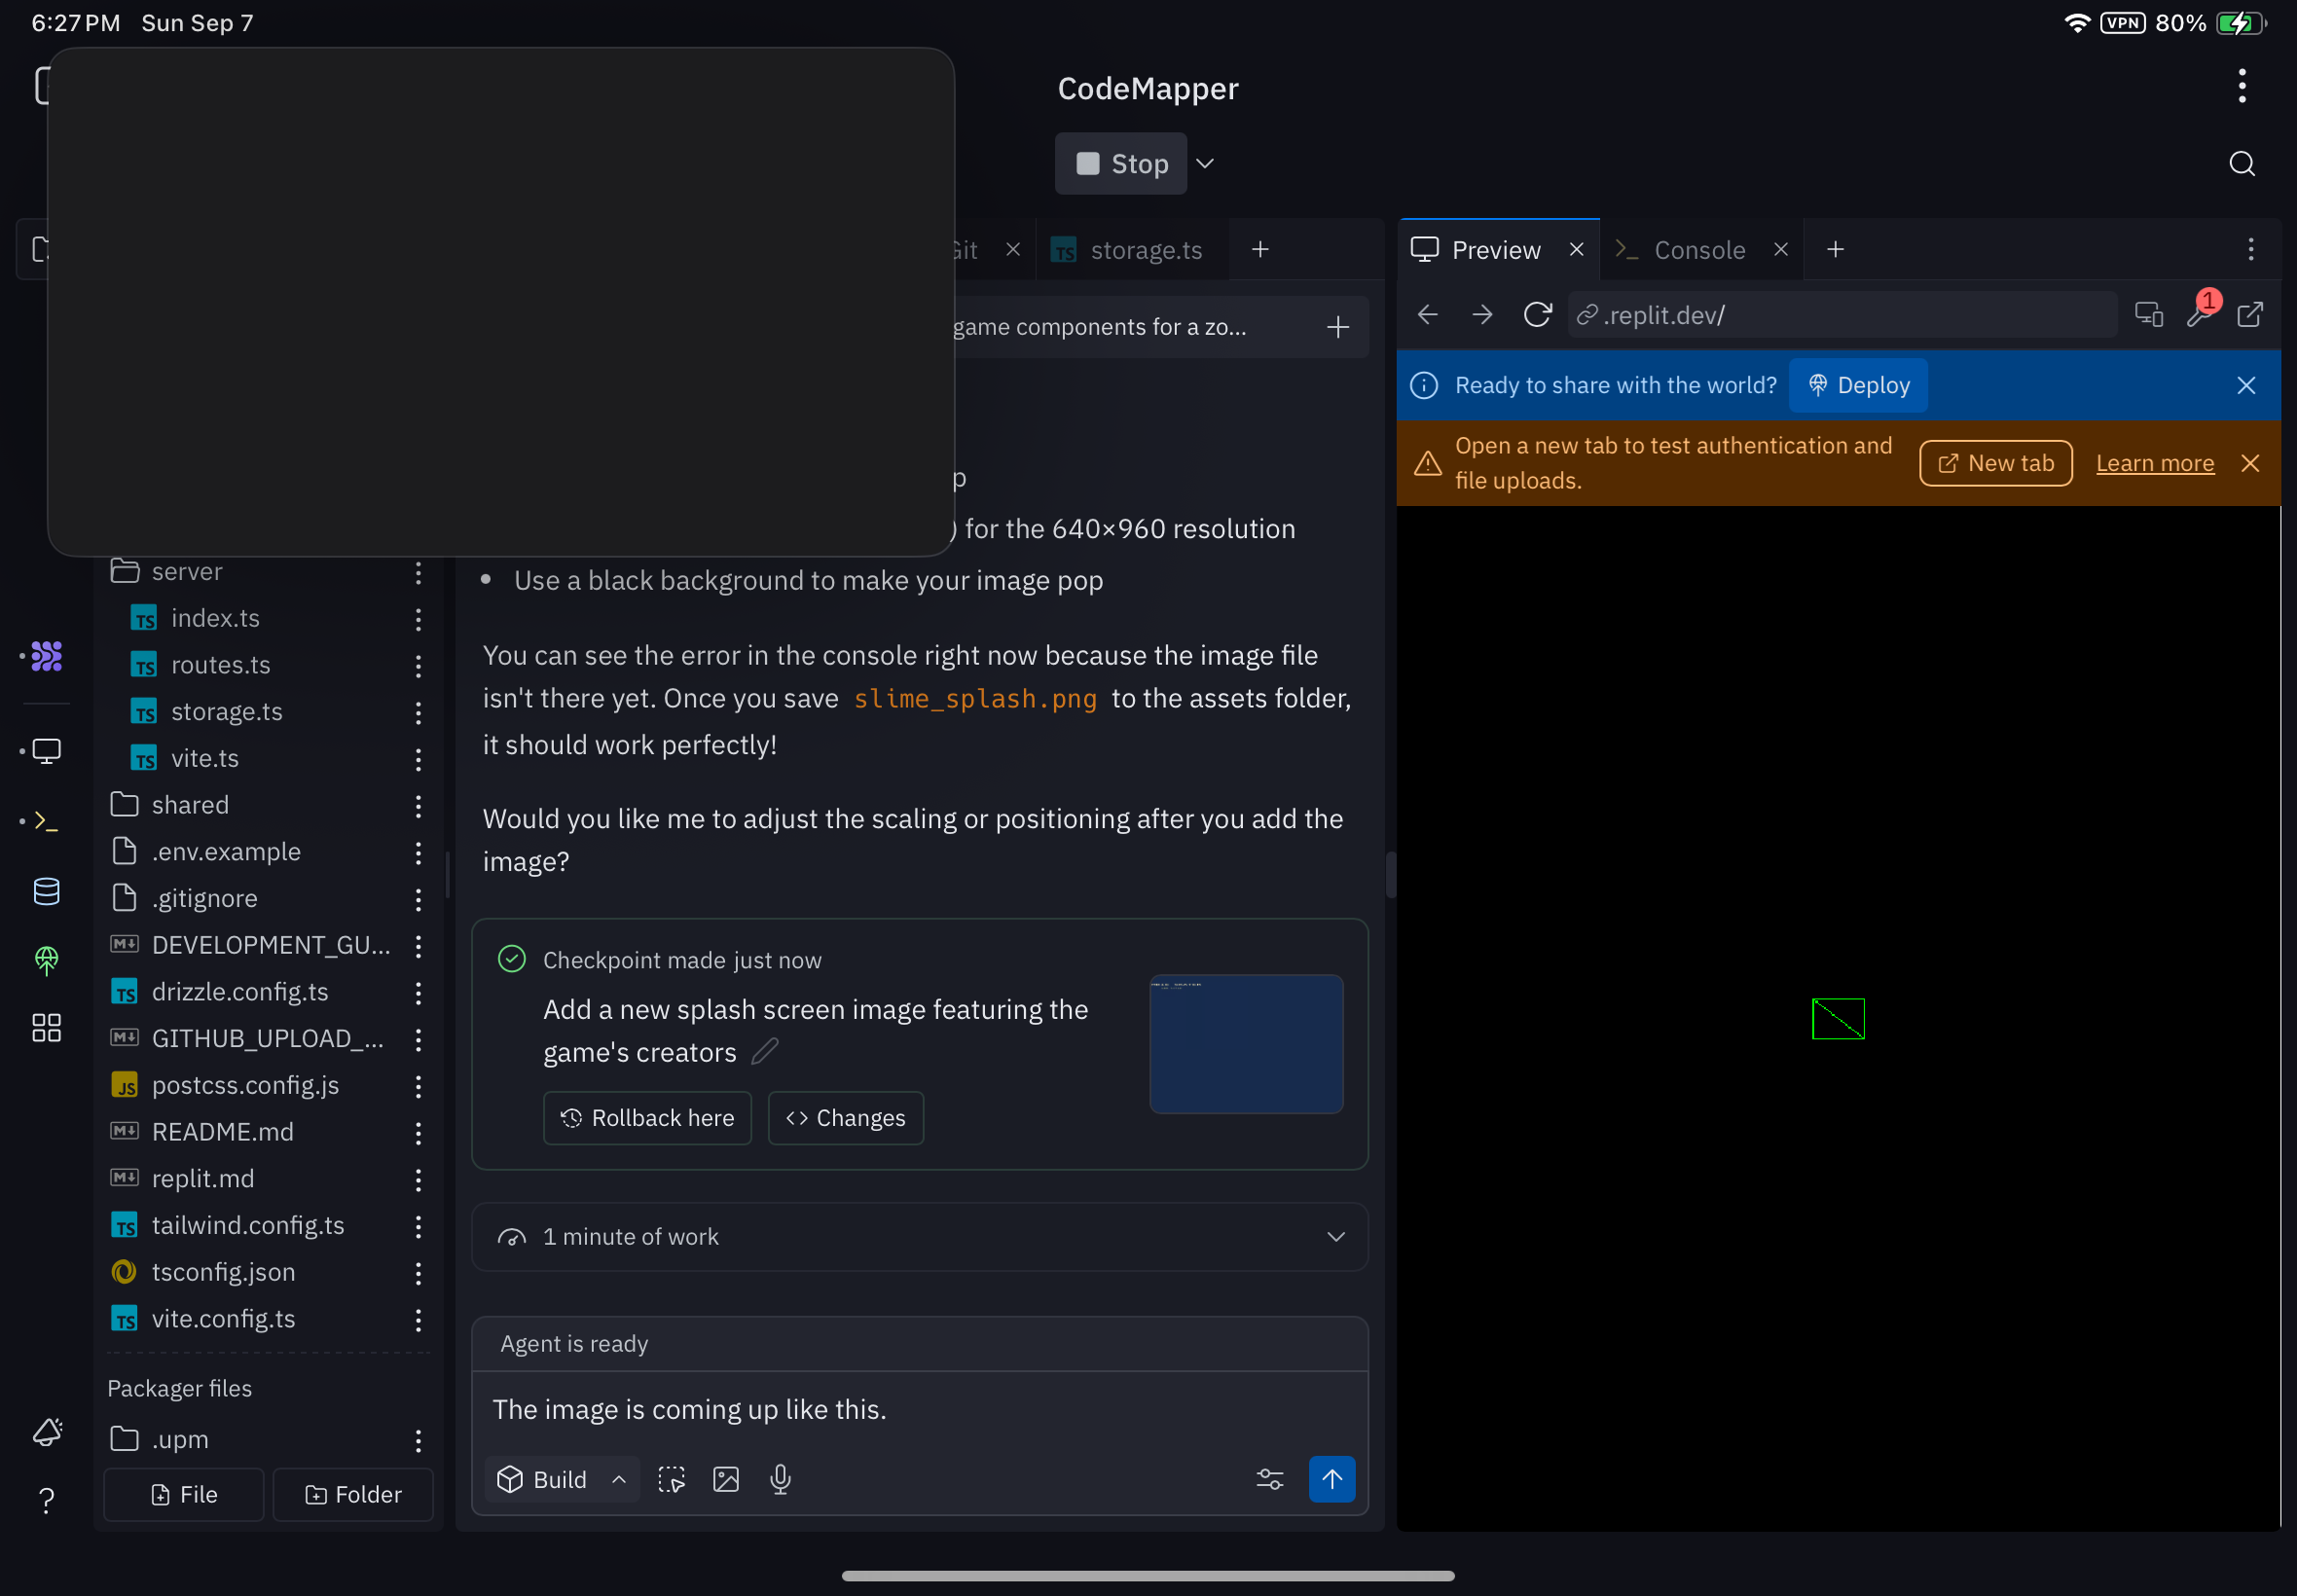 6:27 PM Sun Sep 7
VPN 80%
CodeMapper
Stop
Git
storage.ts
Preview
Console
game components for a zo...
.replit.dev/
1
Ready to share with the world?
Deploy
Open a new tab to test authentication and
file uploads.
New tab
Learn more
p
) for the 640×960 resolution
• Use a black background to make your image pop
You can see the error in the console right now because the image file
isn't there yet. Once you save slime_splash.png to the assets folder,
it should work perfectly!
Would you like me to adjust the scaling or positioning after you add the
image?
Checkpoint made just now
Add a new splash screen image featuring the
game's creators
Rollback here
Changes
1 minute of work
Agent is ready
The image is coming up like this.
Build
server
TS index.ts
TS routes.ts
TS storage.ts
TS vite.ts
shared
.env.example
.gitignore
DEVELOPMENT_GU...
TS drizzle.config.ts
GITHUB_UPLOAD_...
JS postcss.config.js
README.md
replit.md
TS tailwind.config.ts
tsconfig.json
TS vite.config.ts
Packager files
.upm
File
Folder